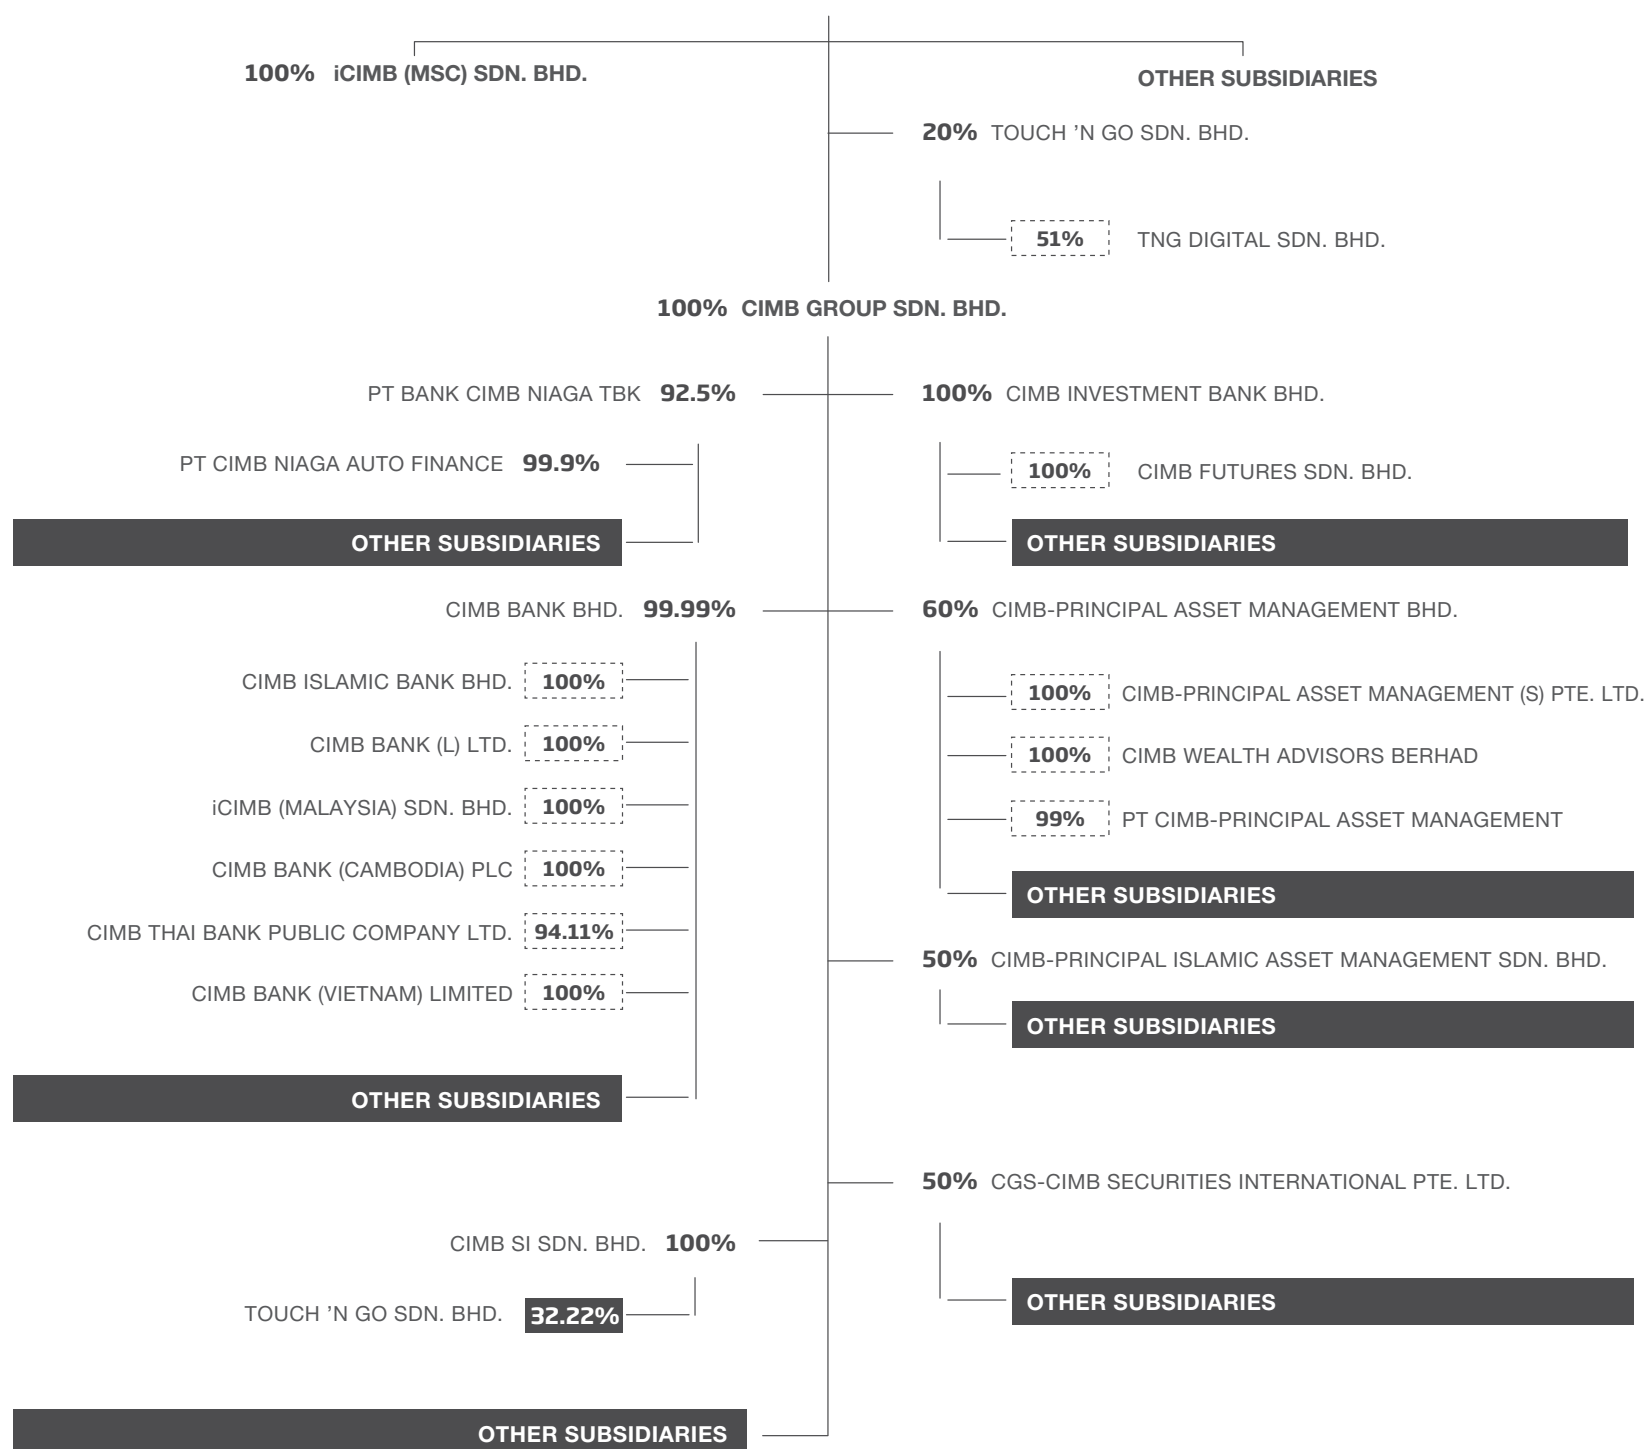 100% iCIMB (MSC) SDN. BHD.
OTHER SUBSIDIARIES
20% TOUCH ’N GO SDN. BHD.
51% TNG DIGITAL SDN. BHD.
100% CIMB GROUP SDN. BHD.
PT BANK CIMB NIAGA TBK 92.5%
PT CIMB NIAGA AUTO FINANCE 99.9%
OTHER SUBSIDIARIES
100% CIMB INVESTMENT BANK BHD.
100% CIMB FUTURES SDN. BHD.
OTHER SUBSIDIARIES
CIMB BANK BHD. 99.99%
CIMB ISLAMIC BANK BHD. 100%
CIMB BANK (L) LTD. 100%
iCIMB (MALAYSIA) SDN. BHD. 100%
CIMB BANK (CAMBODIA) PLC 100%
CIMB THAI BANK PUBLIC COMPANY LTD. 94.11%
CIMB BANK (VIETNAM) LIMITED 100%
OTHER SUBSIDIARIES
60% CIMB-PRINCIPAL ASSET MANAGEMENT BHD.
100% CIMB-PRINCIPAL ASSET MANAGEMENT (S) PTE. LTD.
100% CIMB WEALTH ADVISORS BERHAD
99% PT CIMB-PRINCIPAL ASSET MANAGEMENT
OTHER SUBSIDIARIES
50% CIMB-PRINCIPAL ISLAMIC ASSET MANAGEMENT SDN. BHD.
OTHER SUBSIDIARIES
50% CGS-CIMB SECURITIES INTERNATIONAL PTE. LTD.
OTHER SUBSIDIARIES
CIMB SI SDN. BHD. 100%
TOUCH ’N GO SDN. BHD. 32.22%
OTHER SUBSIDIARIES